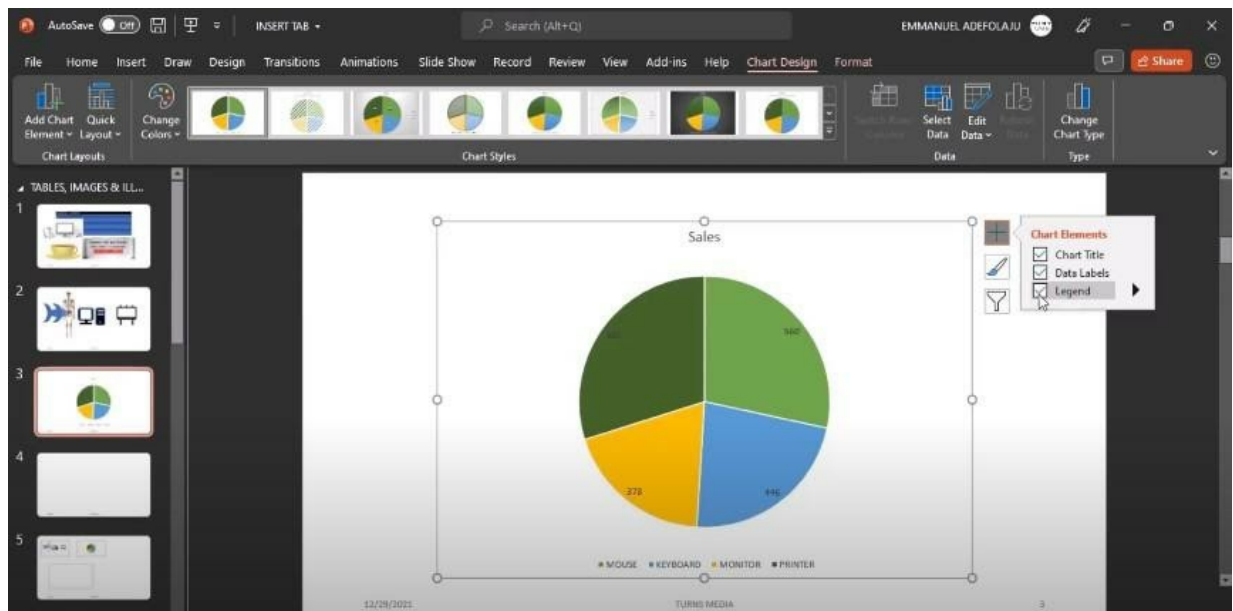 AutoSave Off INSERT TAB Search (Alt+Q) EMMANUEL ADEFOLAJU
File Home Insert Draw Design Transitions Animations Slide Show Record Review View Add-ins Help Chart Design Format Share
Add Chart Element Quick Layout Change Colors Select Data Edit Data Change Chart Type
Chart Layouts Chart Styles Data Type
TABLES, IMAGES & ILL...
1
2
3
4
5
Sales
560
446
378
MOUSE KEYBOARD MONITOR PRINTER
Chart Elements
Chart Title
Data Labels
Legend
12/29/2021 TURNS MEDIA 3